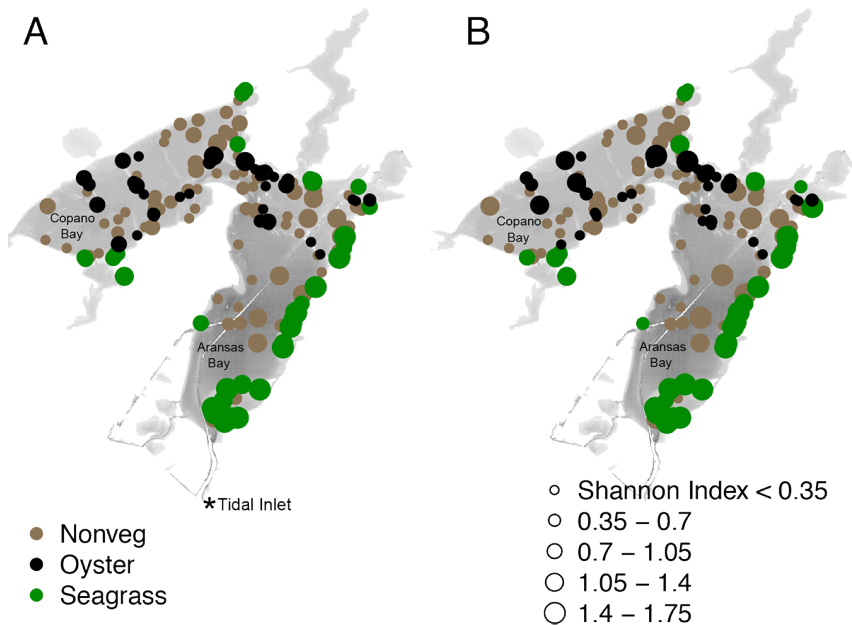 A
B
Copano
Bay
Copano
Bay
Aransas
Bay
Aransas
Bay
*Tidal Inlet
Nonveg
Oyster
Seagrass
Shannon Index < 0.35
0.35 – 0.7
0.7 – 1.05
1.05 – 1.4
1.4 – 1.75